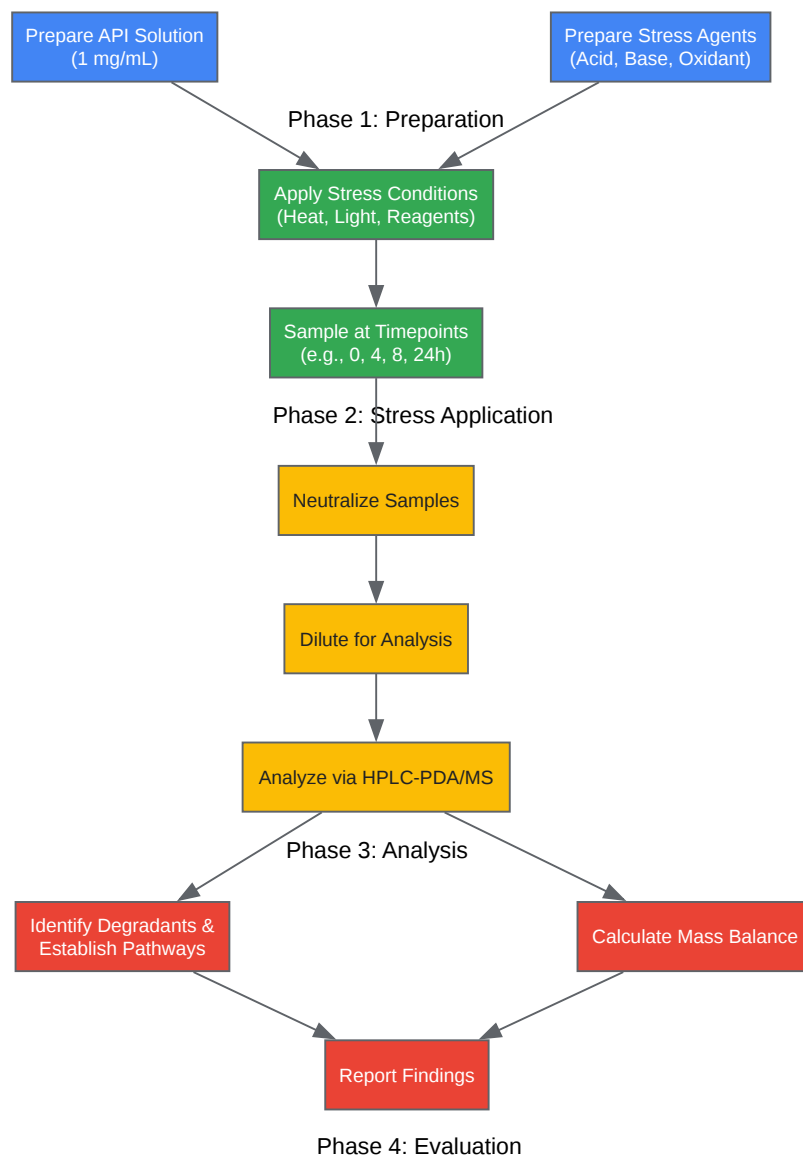 Prepare API Solution
(1 mg/mL)
Prepare Stress Agents
(Acid, Base, Oxidant)
Phase 1: Preparation
Apply Stress Conditions
(Heat, Light, Reagents)
Sample at Timepoints
(e.g., 0, 4, 8, 24h)
Phase 2: Stress Application
Neutralize Samples
Dilute for Analysis
Analyze via HPLC-PDA/MS
Phase 3: Analysis
Identify Degradants &
Establish Pathways
Calculate Mass Balance
Report Findings
Phase 4: Evaluation